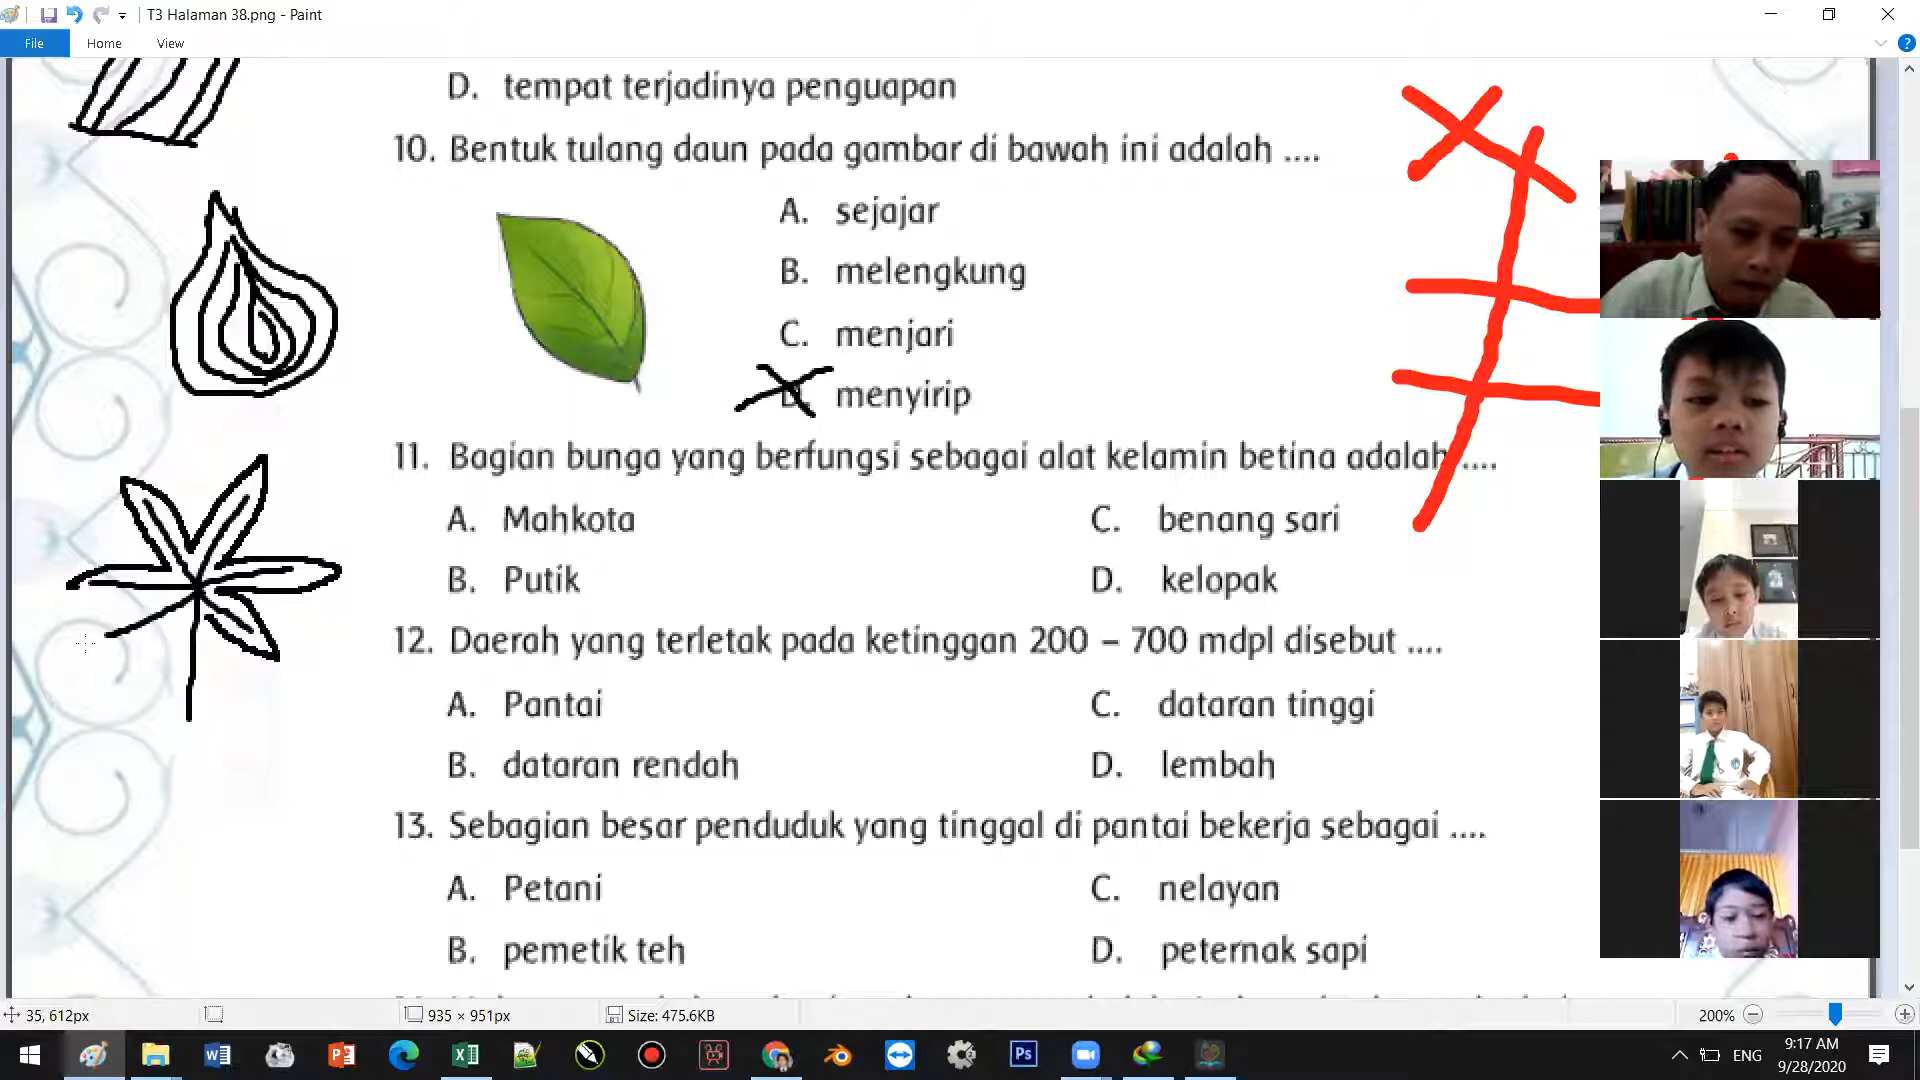 T3 Halaman 38.png - Paint
File Home View
D. tempat terjadinya penguapan
10. Bentuk tulang daun pada gambar di bawah ini adalah ....
A. sejajar
B. melengkung
C. menjari
D. menyirip
11. Bagian bunga yang berfungsi sebagai alat kelamin betina adalah ....
A. Mahkota C. benang sari
B. Putik D. kelopak
12. Daerah yang terletak pada ketinggan 200 – 700 mdpl disebut ....
A. Pantai C. dataran tinggi
B. dataran rendah D. lembah
13. Sebagian besar penduduk yang tinggal di pantai bekerja sebagai ....
A. Petani C. nelayan
B. pemetik teh D. peternak sapi
35, 612px 935 × 951px Size: 475.6KB 200%
ENG 9:17 AM
9/28/2020